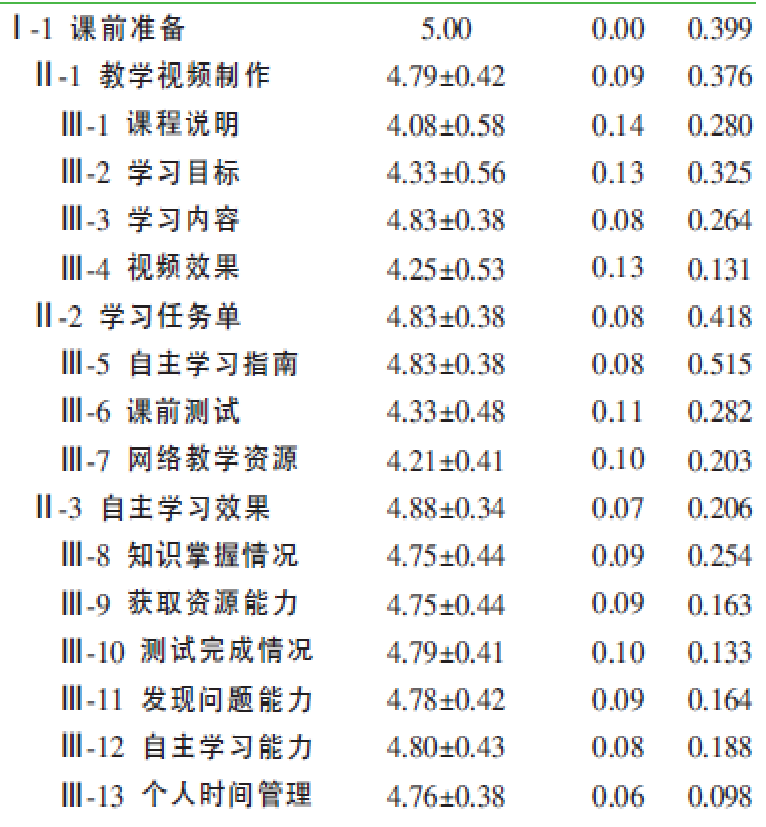 Ⅰ-1 课前准备 5.00 0.00 0.399
Ⅱ-1 教学视频制作 4.79±0.42 0.09 0.376
Ⅲ-1 课程说明 4.08±0.58 0.14 0.280
Ⅲ-2 学习目标 4.33±0.56 0.13 0.325
Ⅲ-3 学习内容 4.83±0.38 0.08 0.264
Ⅲ-4 视频效果 4.25±0.53 0.13 0.131
Ⅱ-2 学习任务单 4.83±0.38 0.08 0.418
Ⅲ-5 自主学习指南 4.83±0.38 0.08 0.515
Ⅲ-6 课前测试 4.33±0.48 0.11 0.282
Ⅲ-7 网络教学资源 4.21±0.41 0.10 0.203
Ⅱ-3 自主学习效果 4.88±0.34 0.07 0.206
Ⅲ-8 知识掌握情况 4.75±0.44 0.09 0.254
Ⅲ-9 获取资源能力 4.75±0.44 0.09 0.163
Ⅲ-10 测试完成情况 4.79±0.41 0.10 0.133
Ⅲ-11 发现问题能力 4.78±0.42 0.09 0.164
Ⅲ-12 自主学习能力 4.80±0.43 0.08 0.188
Ⅲ-13 个人时间管理 4.76±0.38 0.06 0.098